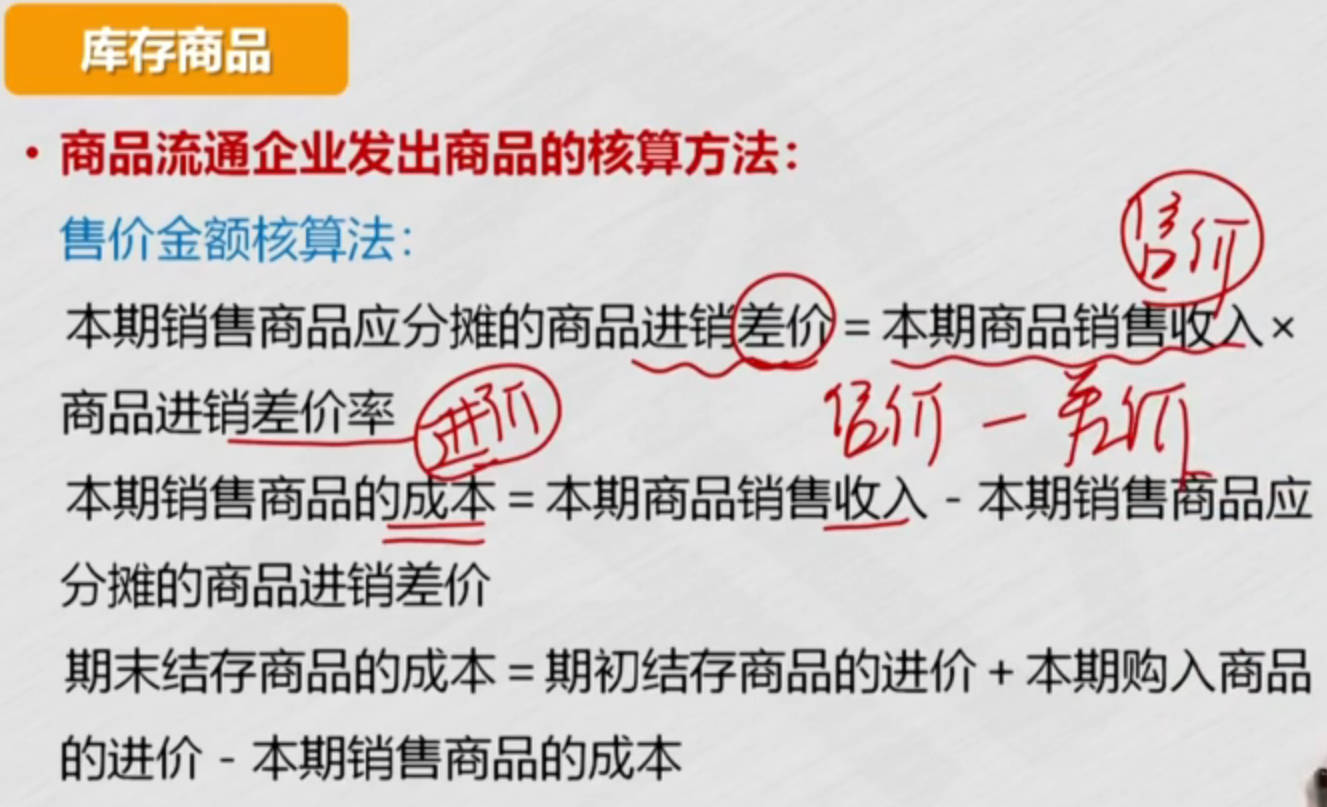 库存商品
• 商品流通企业发出商品的核算方法：
售价金额核算法：
售价
本期销售商品应分摊的商品进销差价 = 本期商品销售收入 ×
商品进销差价率
进价
售价 - 差价
本期销售商品的成本 = 本期商品销售收入 - 本期销售商品应
分摊的商品进销差价
期末结存商品的成本 = 期初结存商品的进价 + 本期购入商品
的进价 - 本期销售商品的成本